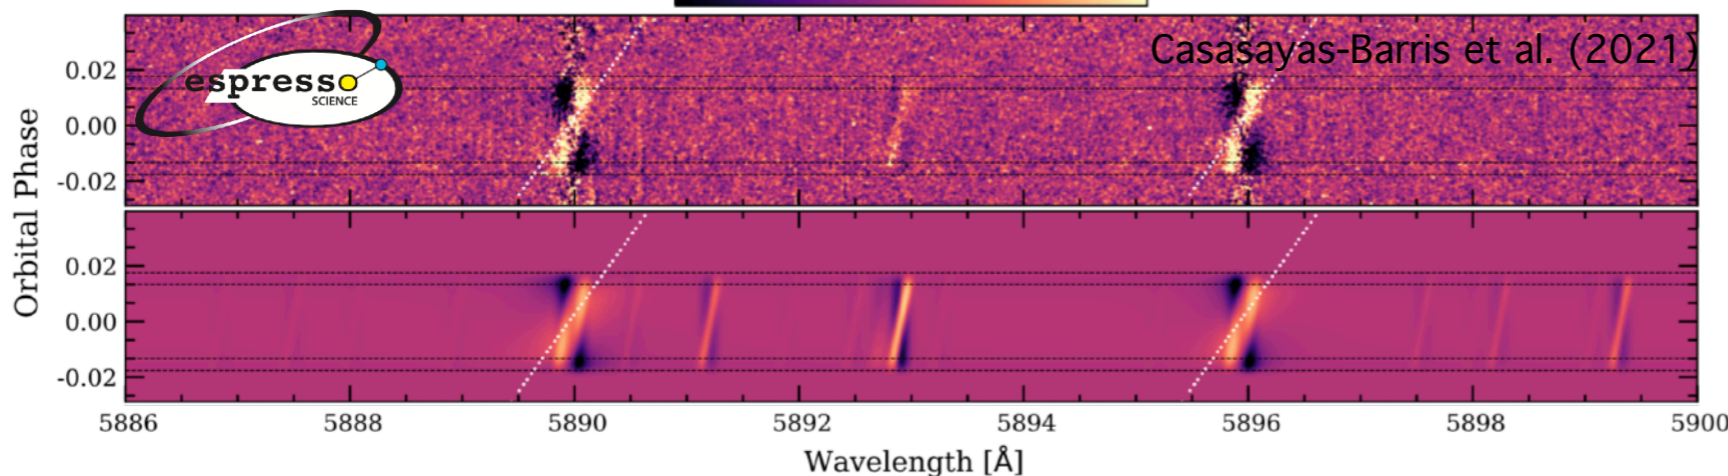 Casasayas-Barris et al. (2021)
espresso
SCIENCE
Orbital Phase
0.02
0.00
-0.02
0.02
0.00
-0.02
5886 5888 5890 5892 5894 5896 5898 5900
Wavelength [Å]